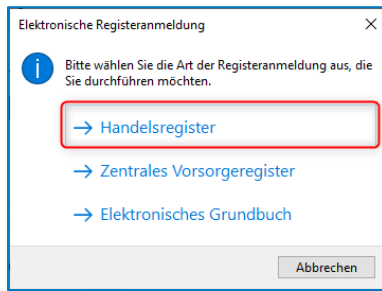 Elektronische Registeranmeldung
Bitte wählen Sie die Art der Registeranmeldung aus, die
Sie durchführen möchten.
→ Handelsregister
→ Zentrales Vorsorgeregister
→ Elektronisches Grundbuch
Abbrechen